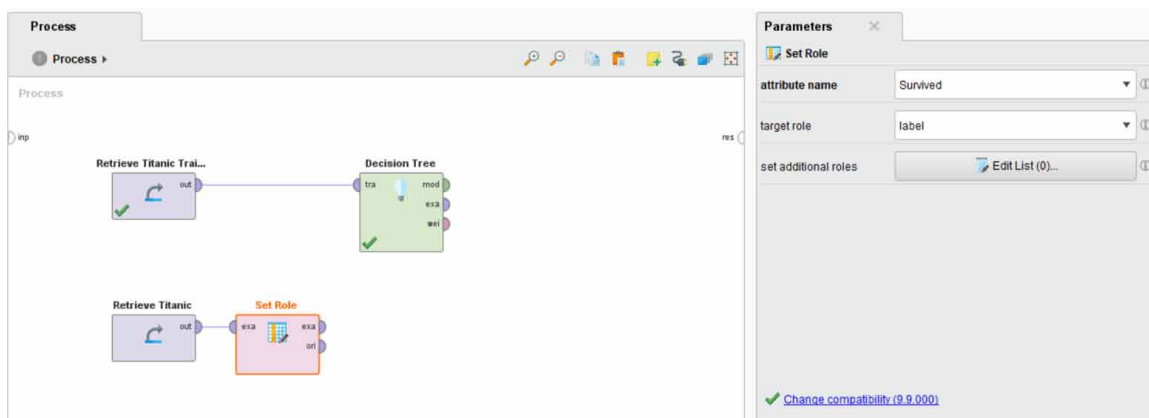 Process
Process
Process
inp
res
Retrieve Titanic Trai...
out
Decision Tree
tra
mod
exa
wei
Retrieve Titanic
out
Set Role
exa
exa
ori
Parameters
Set Role
attribute name
Survived
target role
label
set additional roles
Edit List (0)...
Change compatibility (9.9.000)